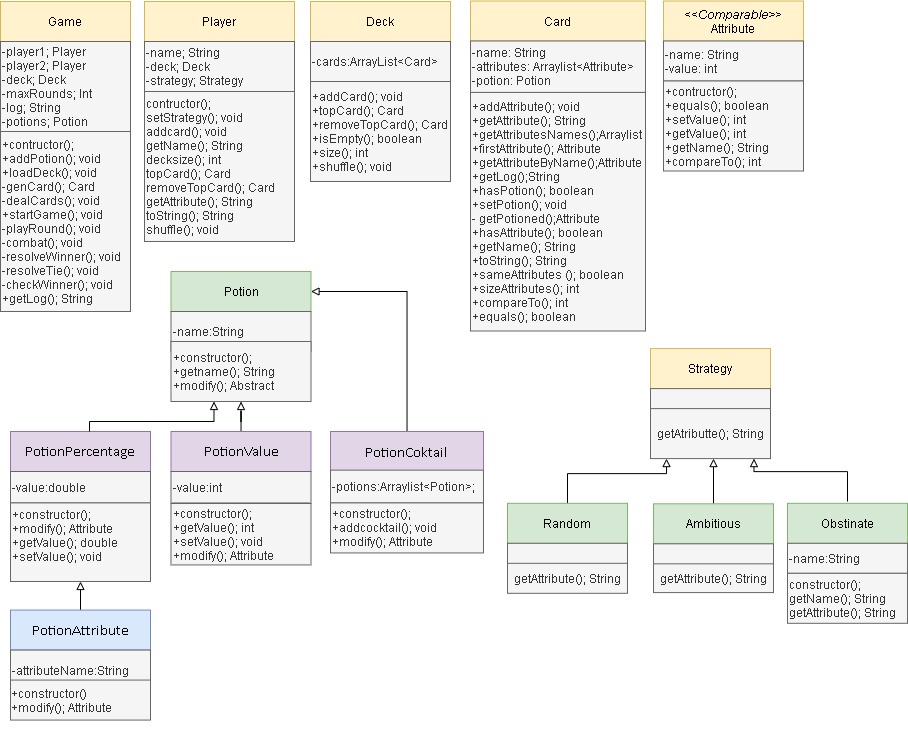 Game
-player1; Player
-player2; Player
-deck; Deck
-maxRounds; Int
-log; String
-potions; Potion
+contructor();
+addPotion(); void
+loadDeck(); void
-genCard(); Card
-dealCards(); void
+startGame(); void
-playRound(); void
-combat(); void
-resolveWinner(); void
-resolveTie(); void
-checkWinner(); void
+getLog(); String
Player
-name; String
-deck; Deck
-strategy; Strategy
contructor();
setStrategy(); void
addcard(); void
getName(); String
decksize(); int
topCard(); Card
removeTopCard(); Card
getAttribute(); String
toString(); String
shuffle(); void
Deck
-cards:ArrayList<Card>
+addCard(); void
+topCard(); Card
+removeTopCard(); Card
+isEmpty(); boolean
+size(); int
+shuffle(); void
Card
-name: String
-attributes: Arraylist<Attribute>
-potion: Potion
+addAttribute(); void
+getAttribute(); String
+getAttributesNames();Arraylist
+firstAttribute(); Attribute
+getAttributeByName();Attribute
+getLog();String
+hasPotion(); boolean
+setPotion(); void
- getPotioned();Attribute
+hasAttribute(); boolean
+getName(); String
+toString(); String
+sameAttributes (); boolean
+sizeAttributes(); int
+compareTo(); int
+equals(); boolean
<<Comparable>>
Attribute
-name: String
-value: int
+contructor();
+equals(); boolean
+setValue(); int
+getValue(); int
+getName(); String
+compareTo(); int
Potion
-name:String
+constructor();
+getname(); String
+modify(); Abstract
PotionPercentage
-value:double
+constructor();
+modify(); Attribute
+getValue(); double
+setValue(); void
PotionValue
-value:int
+constructor();
+getValue(); int
+setValue(); void
+modify(); Attribute
PotionCoktail
-potions:Arraylist<Potion>;
+constructor();
+addcocktail(); void
+modify(); Attribute
PotionAttribute
-attributeName:String
+constructor()
+modify(); Attribute
Strategy
getAtributte(); String
Random
getAttribute(); String
Ambitious
getAttribute(); String
Obstinate
-name:String
constructor();
getName(); String
getAttribute(); String